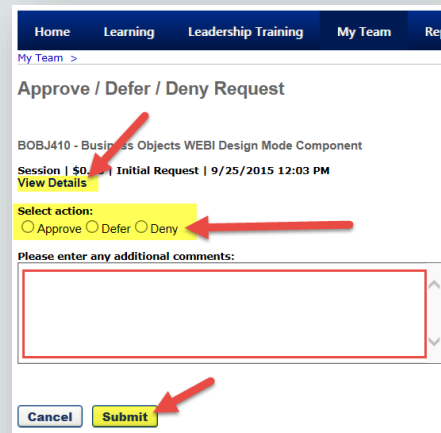 Home Learning Leadership Training My Team Re
My Team >
Approve / Defer / Deny Request
BOBJ410 - Business Objects WEBI Design Mode Component
Session | $0. | Initial Request | 9/25/2015 12:03 PM
View Details
Select action:
Approve Defer Deny
Please enter any additional comments:
Cancel Submit